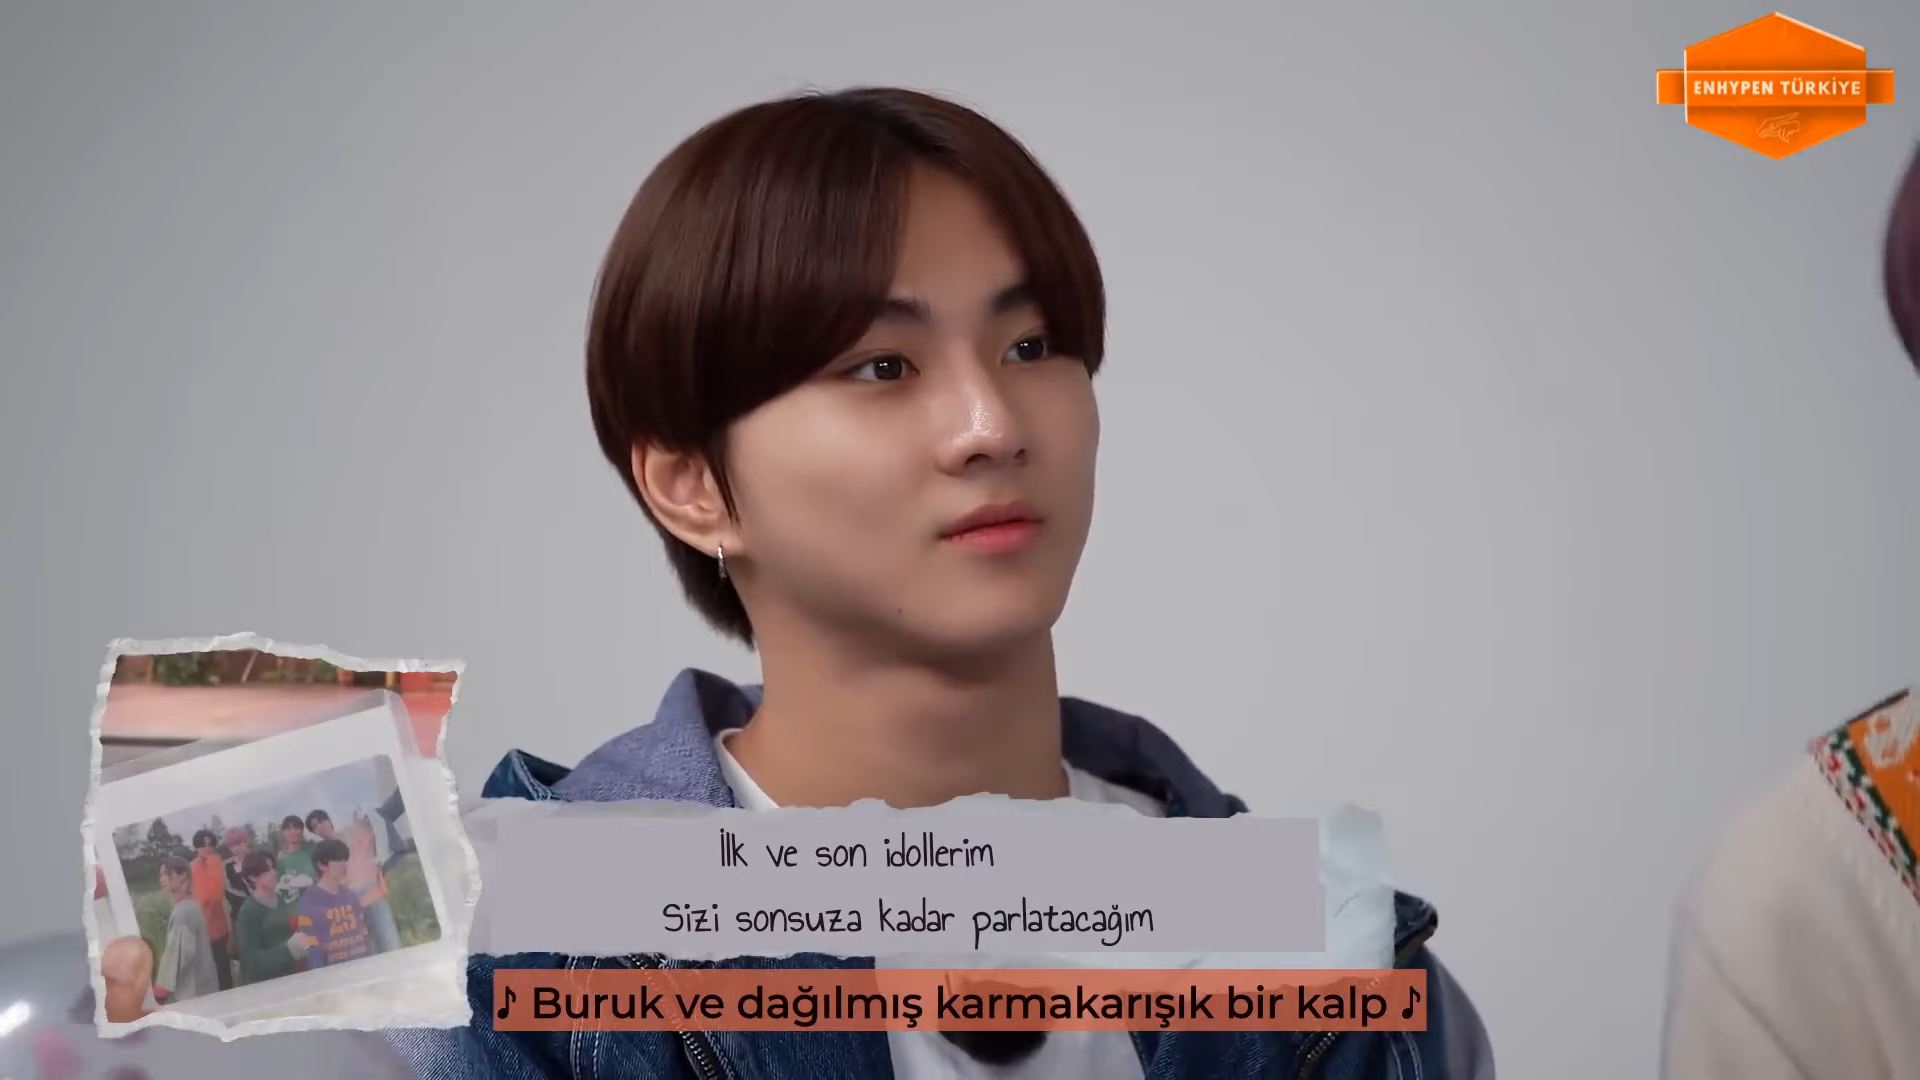 ENHYPEN TÜRKİYE
İlk ve son idollerim
Sizi sonsuza kadar parlatacağım
♪ Buruk ve dağılmış karmakarışık bir kalp ♪